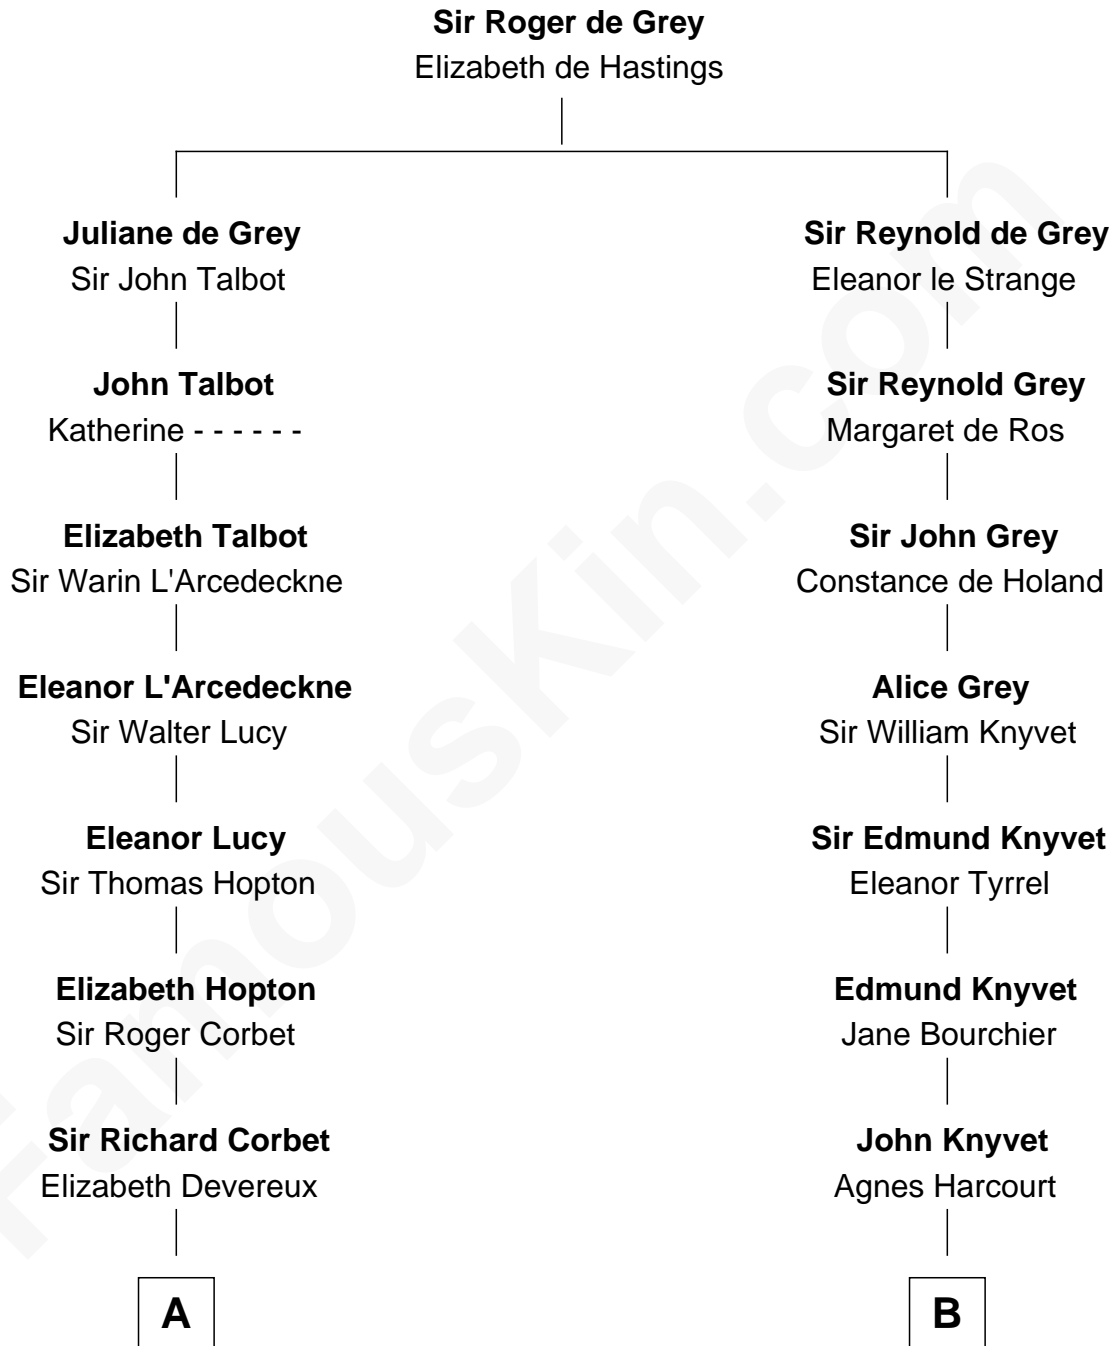 Sir Roger de Grey
Elizabeth de Hastings
Juliane de Grey
Sir John Talbot
Sir Reynold de Grey
Eleanor le Strange
John Talbot
Katherine - - - - - -
Sir Reynold Grey
Margaret de Ros
Elizabeth Talbot
Sir Warin L'Arcedeckne
Sir John Grey
Constance de Holand
Eleanor L'Arcedeckne
Sir Walter Lucy
Alice Grey
Sir William Knyvet
Eleanor Lucy
Sir Thomas Hopton
Sir Edmund Knyvet
Eleanor Tyrrel
Elizabeth Hopton
Sir Roger Corbet
Edmund Knyvet
Jane Bourchier
Sir Richard Corbet
Elizabeth Devereux
John Knyvet
Agnes Harcourt
A
B
FamousKin.com